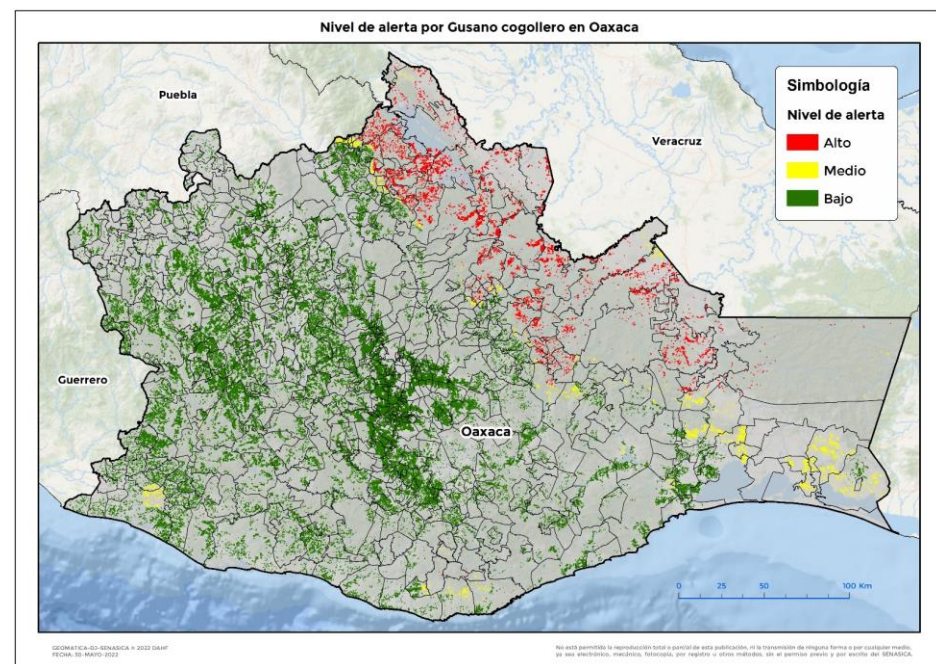 Nivel de alerta por Gusano cogollero en Oaxaca
Puebla
Veracruz
Simbología
Nivel de alerta
Alto
Medio
Bajo
Guerrero
Oaxaca
0 25 50 100 Km
GEOMÁTICA-DJ-SENASICA © 2022 DAHF
FECHA: 30-MAYO-2022
No está permitida la reproducción total o parcial de esta publicación, ni la transmisión de ninguna forma o por cualquier medio,
ya sea electrónico, mecánico, fotocopia, por registro u otros métodos, sin el permiso previo y por escrito del SENASICA.